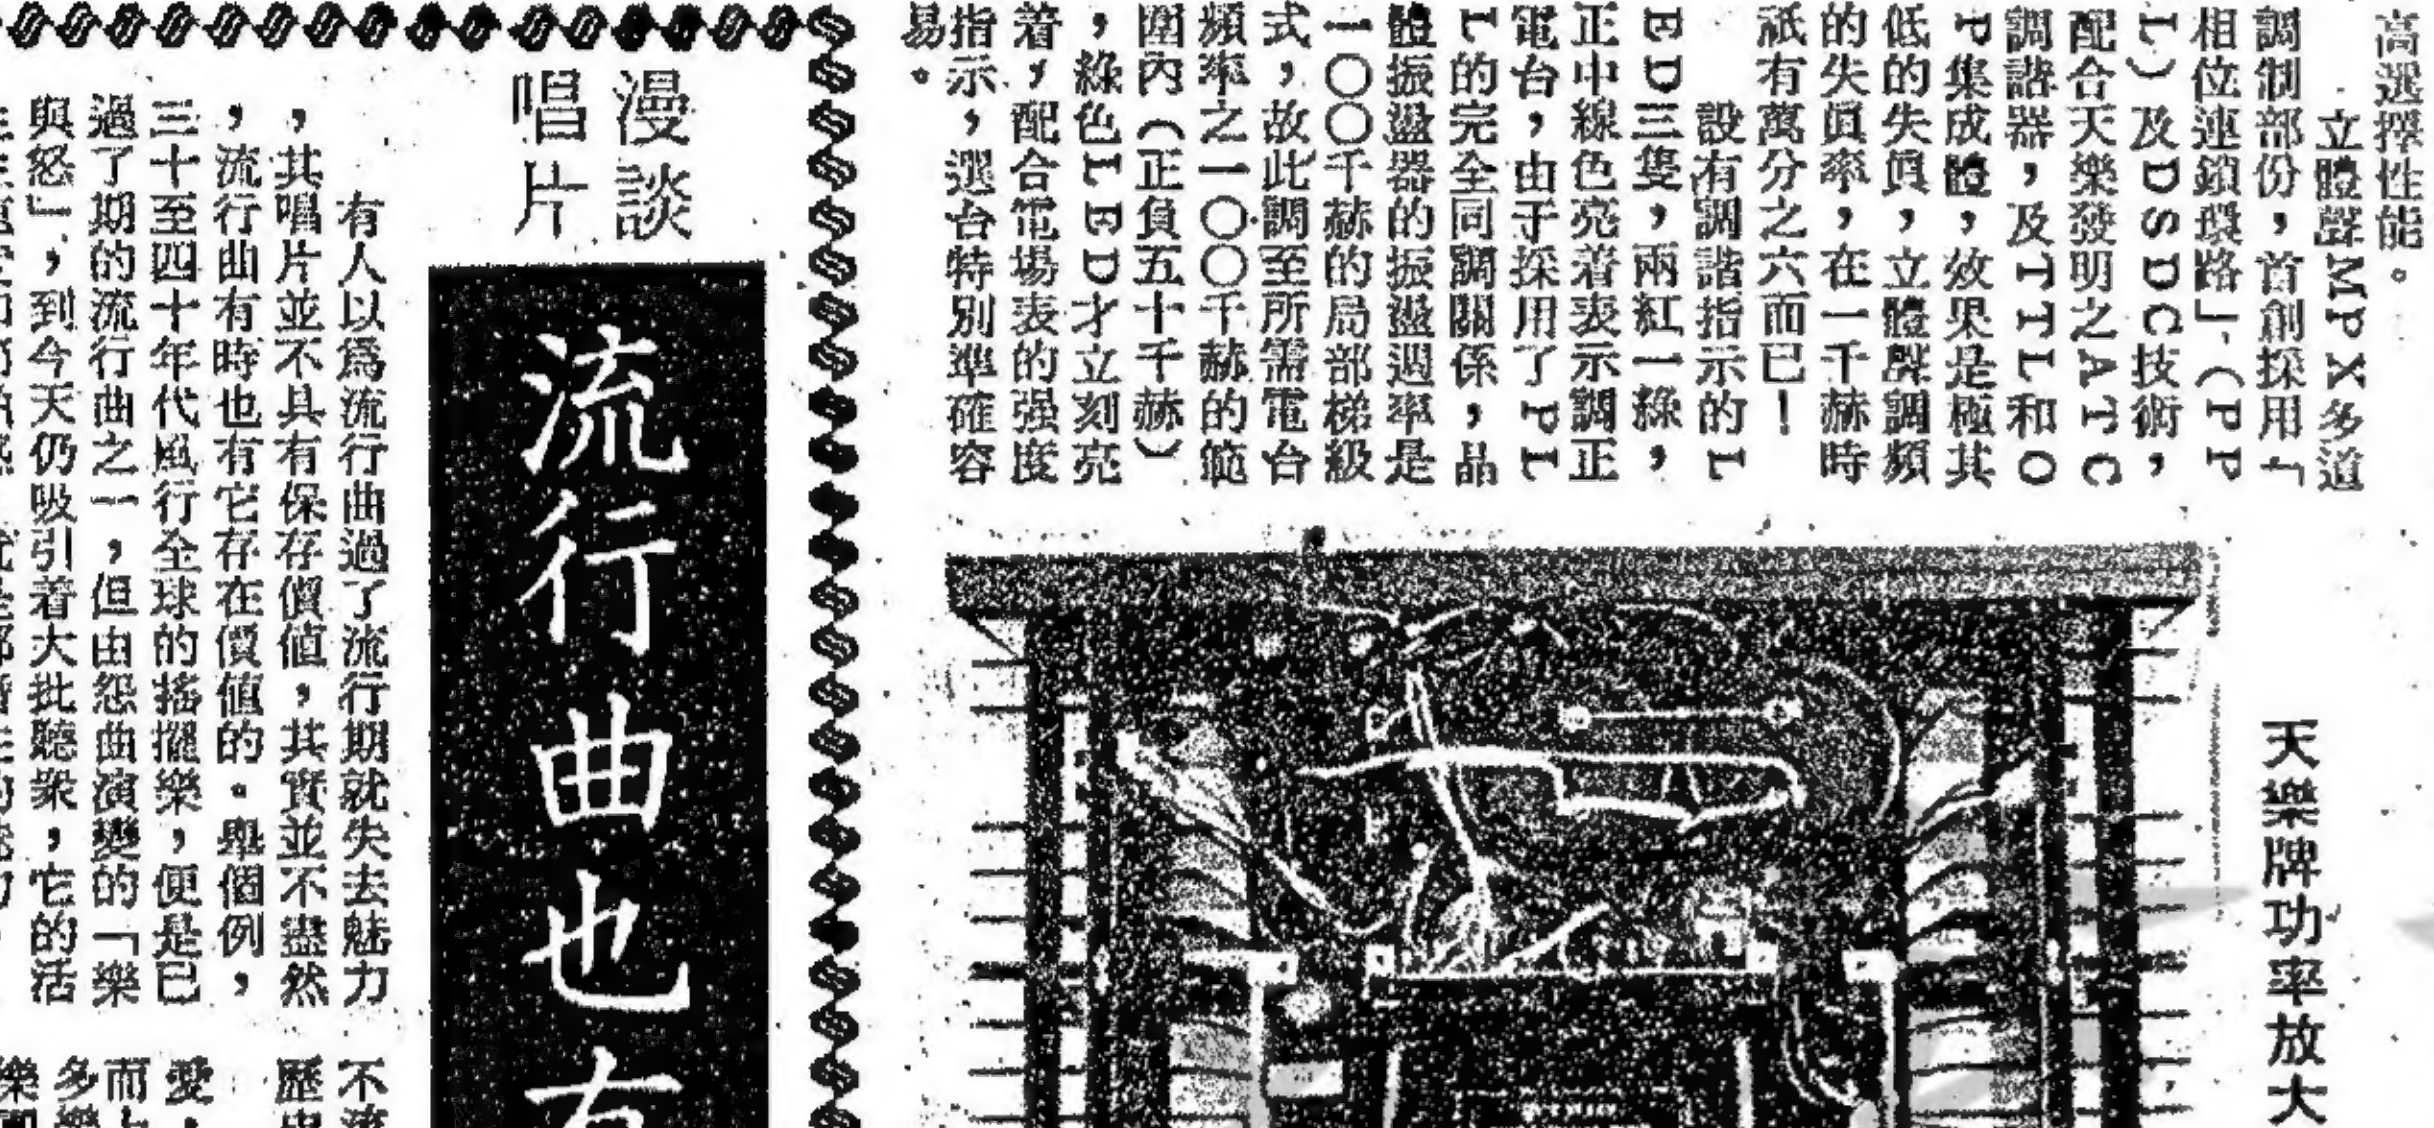 高選擇性能。
立體聲MPX多道
調制部份，首創採用「
相位連鎖環路」（PP
L）及DSDC技術，
配合天樂發明之ATC
調諧器，及TTL和O
P集成體，效果是極其
低的失眞，立體聲調頻
的失眞率，在一千赫時
祇有萬分之六而已！
設有調諧指示的L
ED三隻，兩紅一綠，
正中線色亮着表示調正
電台，由于採用了PL
L的完全同調關係，晶
體振盪器的振盪週率是
一〇〇千赫的局部梯級
式，故此調至所需電台
頻率之一〇〇千赫的範
圍內（正負五十千赫）
，綠色LED才立刻亮
着，配合電場表的强度
指示，選台特別準確容
易。
天樂牌功率放大
漫談
唱片
流行曲也有
有人以爲流行曲過了流行期就失去魅力
，其唱片並不具有保存價值，其實並不盡然
，流行曲有時也有它存在價值的。舉個例，
三十至四十年代風行全球的搖擺樂，便是已
過了期的流行曲之一，但由怨曲演變的「樂
與怒」，到今天仍吸引着大批聽衆，它的活
不流
歷史
愛，
而上
多樂